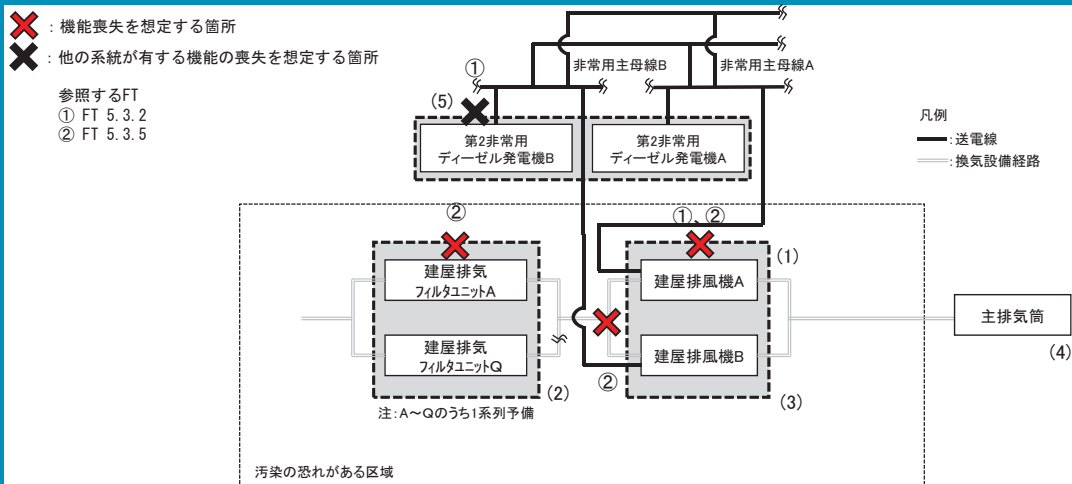 ：機能喪失を想定する箇所
：他の系統が有する機能の喪失を想定する箇所
参照するFT
① FT 5.3.2
② FT 5.3.5
①
非常用主母線B
非常用主母線A
(5)
第2非常用
ディーゼル発電機B
第2非常用
ディーゼル発電機A
凡例
：送電線
：換気設備経路
②
①、②
(1)
建屋排気
フィルタユニットA
建屋排風機A
主排気筒
(4)
建屋排気
フィルタユニットQ
建屋排風機B
②
(2)
(3)
注：A～Qのうち1系列予備
汚染の恐れがある区域